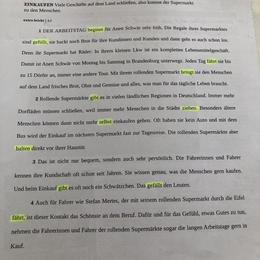 EINKAUFEN Viele Geschäfte auf dem Land schließen, also kommt der Supermarkt
zu den Menschen.
1 DER ARBEITSTAG beginnt für Anen Schwir sehr früh. Die Regale ihres Supermarktes
sind gefüllt, sie backt noch Brot für ihre Kundinnen und Kunden und dann geht es auch schon los.
Denn ihr Supermarkt hat Räder: In ihrem kleinen Lkw ist ein komplettes Lebensmittelgeschäft.
Damit ist Anen Schwir von Montag bis Samstag in Brandenburg unterwegs. Jeden Tag fährt sie bis
zu 15 Dörfer an, immer eine andere Tour. Mit ihrem rollenden Supermarkt bringt sie den Menschen
auf dem Land frisches Brot, Obst und Gemüse und alles, was man für das tägliche Leben braucht.
2 Rollende Supermärkte gibt es in vielen ländlichen Regionen in Deutschland. Immer mehr
Dorfläden müssen schließen, weil immer mehr Menschen in die Städte ziehen. Besonders ältere
Menschen können dann nicht mehr selbst einkaufen gehen. Oft haben sie kein Auto und mit dem
Bus wird der Einkauf im nächsten Supermarkt fast zur Tagesreise. Die rollenden Supermärkte aber
halten direkt vor ihrer Haustür.
3 Das ist nicht nur bequem, sondern auch sehr persönlich. Die Fahrerinnen und Fahrer
kennen ihre Kundschaft oft schon seit Jahren. Sie wissen genau, was die Menschen gern kaufen.
Und beim Einkauf gibt es oft noch ein Schwätzchen. Das gefällt den Leuten.
4 Auch für Fahrer wie Stefan Merten, der mit seinem rollenden Supermarkt durch die Eifel
fährt, ist dieser Kontakt das Schönste an dem Beruf. Dafür und für das Gefühl, etwas Gutes zu tun,
nehmen die Fahrerinnen und Fahrer der rollenden Supermärkte sogar die langen Arbeitstage gern in
Kauf.